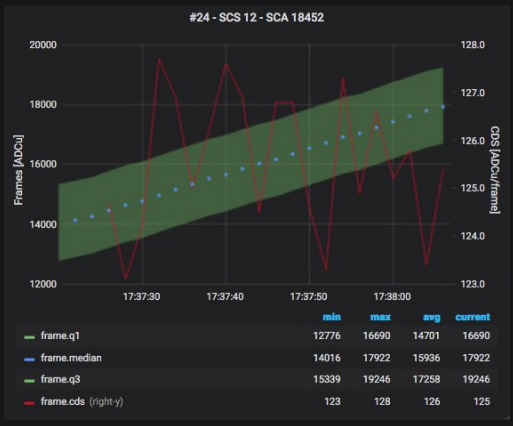 #24 - SCS 12 - SCA 18452
20000
18000
16000
14000
12000
Frames [ADCu]
128.0
127.0
126.0
125.0
124.0
123.0
CDS [ADCu/frame]
17:37:30 17:37:40 17:37:50 17:38:00
min max avg current
frame.q1 12776 16690 14701 16690
frame.median 14016 17922 15936 17922
frame.q3 15339 19246 17258 19246
frame.cds (right-y) 123 128 126 125